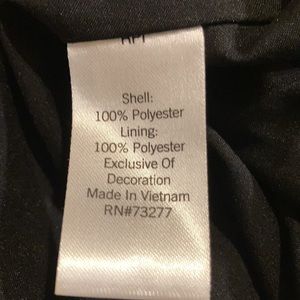 Shell:
100% Polyester
Lining:
100% Polyester
Exclusive Of
Decoration
Made In Vietnam
RN#73277